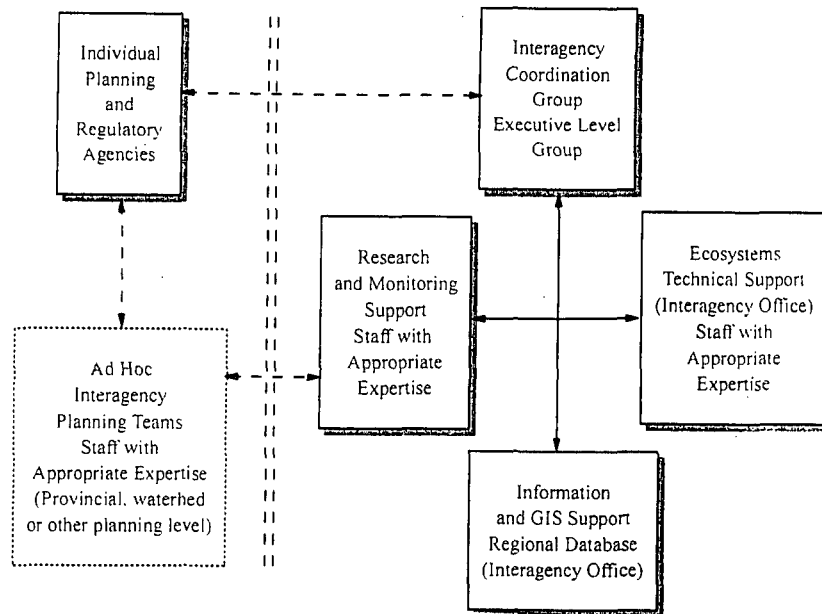 Individual
Planning
and
Regulatory
Agencies
Interagency
Coordination
Group
Executive Level
Group
Research
and Monitoring
Support
Staff with
Appropriate
Expertise
Ecosystems
Technical Support
(Interagency Office)
Staff with
Appropriate
Expertise
Ad Hoc
Interagency
Planning Teams
Staff with
Appropriate Expertise
(Provincial, waterhed
or other planning level)
Information
and GIS Support
Regional Database
(Interagency Office)